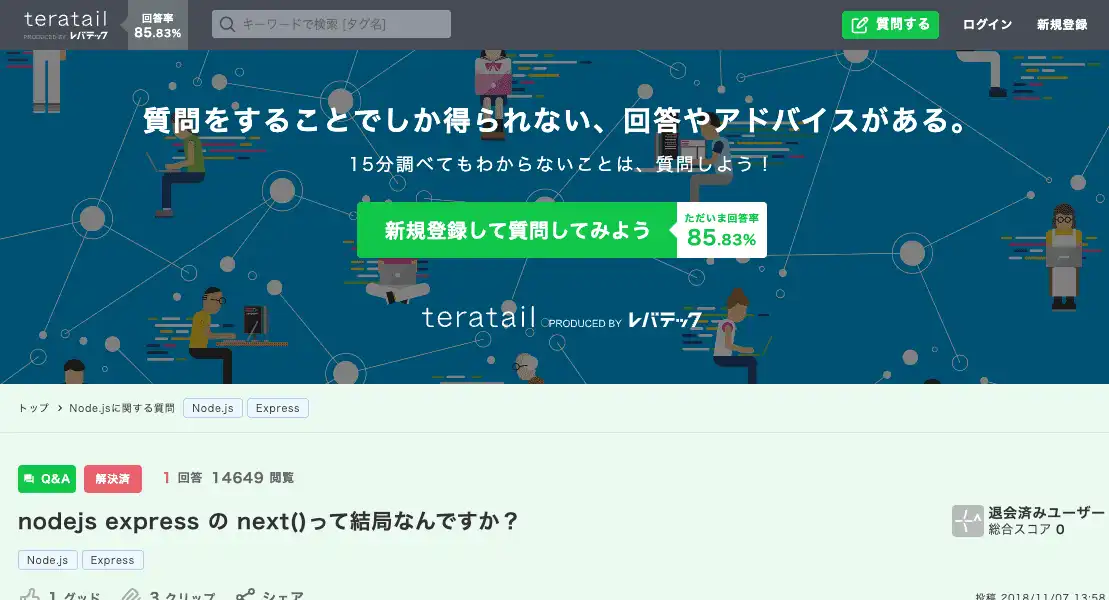 teratail
PRODUCED BY レバテック
回答率
85.83%
キーワードで検索 [タグ名]
質問する
ログイン
新規登録
質問をすることでしか得られない、回答やアドバイスがある。
15分調べてもわからないことは、質問しよう！
新規登録して質問してみよう
ただいま回答率
85.83%
teratail PRODUCED BY レバテック
トップ Node.jsに関する質問 Node.js Express
Q&A 解決済 1 回答 14649 閲覧
nodejs express の next()って結局なんですか？
退会済みユーザー
総合スコア 0
Node.js Express
1 グッド 3 クリップ シェア
投稿 2018/11/07 13:58